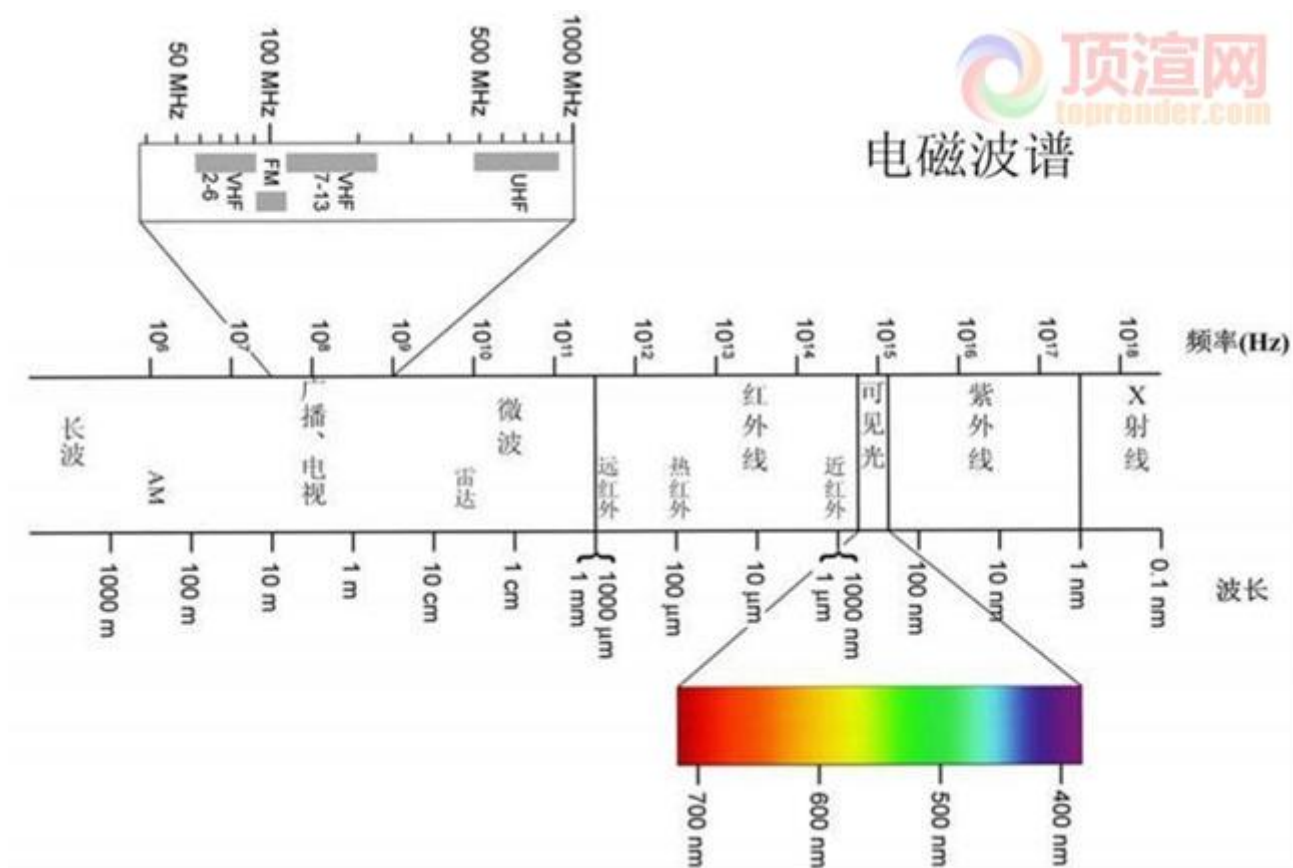 顶渲网
toprender.com
电磁波谱
50 MHz
100 MHz
500 MHz
1000 MHz
VHF
2-6
FM
VHF
7-13
UHF
10⁶
10⁷
10⁸
10⁹
10¹⁰
10¹¹
10¹²
10¹³
10¹⁴
10¹⁵
10¹⁶
10¹⁷
10¹⁸
频率(Hz)
长波
AM
广播、电视
雷达
微波
远红外
热红外
红外线
近红外
可见光
紫外线
X射线
1000 m
100 m
10 m
1 m
10 cm
1 cm
1000 μm
1 mm
100 μm
10 μm
1000 nm
1 μm
100 nm
10 nm
1 nm
0.1 nm
波长
700 nm
600 nm
500 nm
400 nm